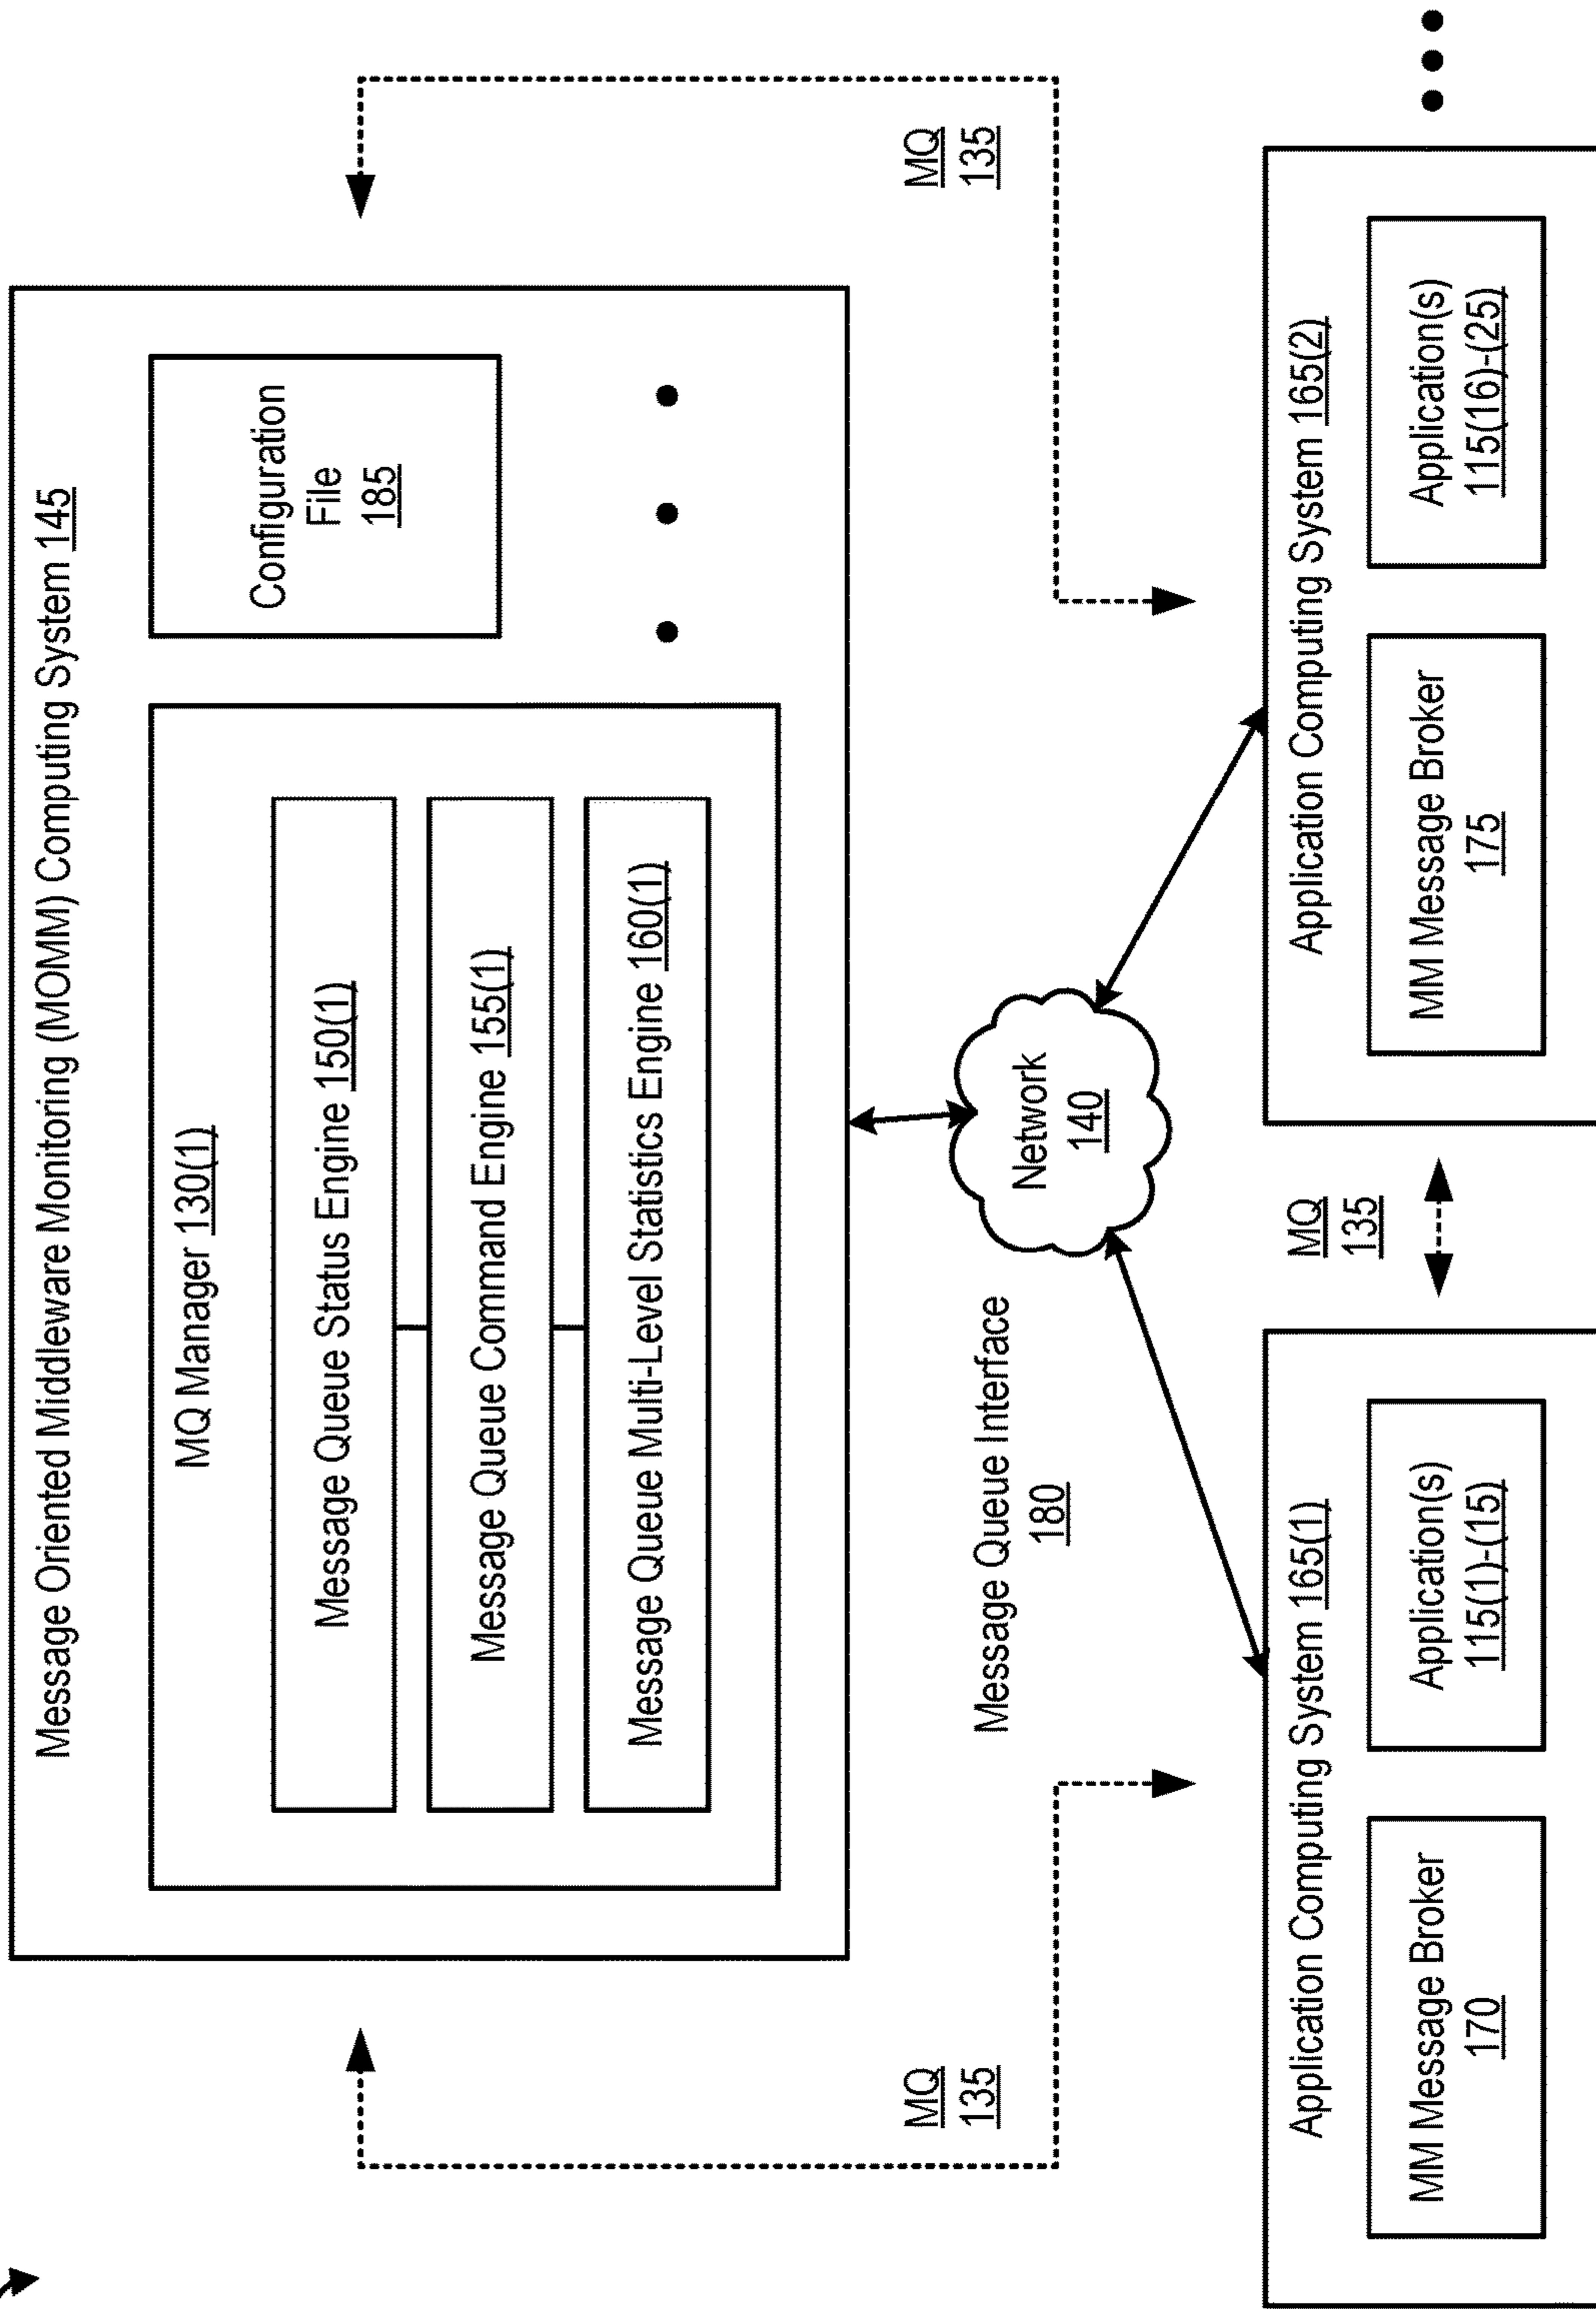 Message Oriented Middleware Monitoring (MOMM) Computing System 145
MQ Manager 130(1)
Message Queue Status Engine 150(1)
Message Queue Command Engine 155(1)
Message Queue Multi-Level Statistics Engine 160(1)
Configuration
File
185
MQ
135
Message Queue Interface
180
Network
140
MQ
135
Application Computing System 165(1)
MM Message Broker
170
Application(s)
115(1)-(15)
MQ
135
Application Computing System 165(2)
MM Message Broker
175
Application(s)
115(16)-(25)